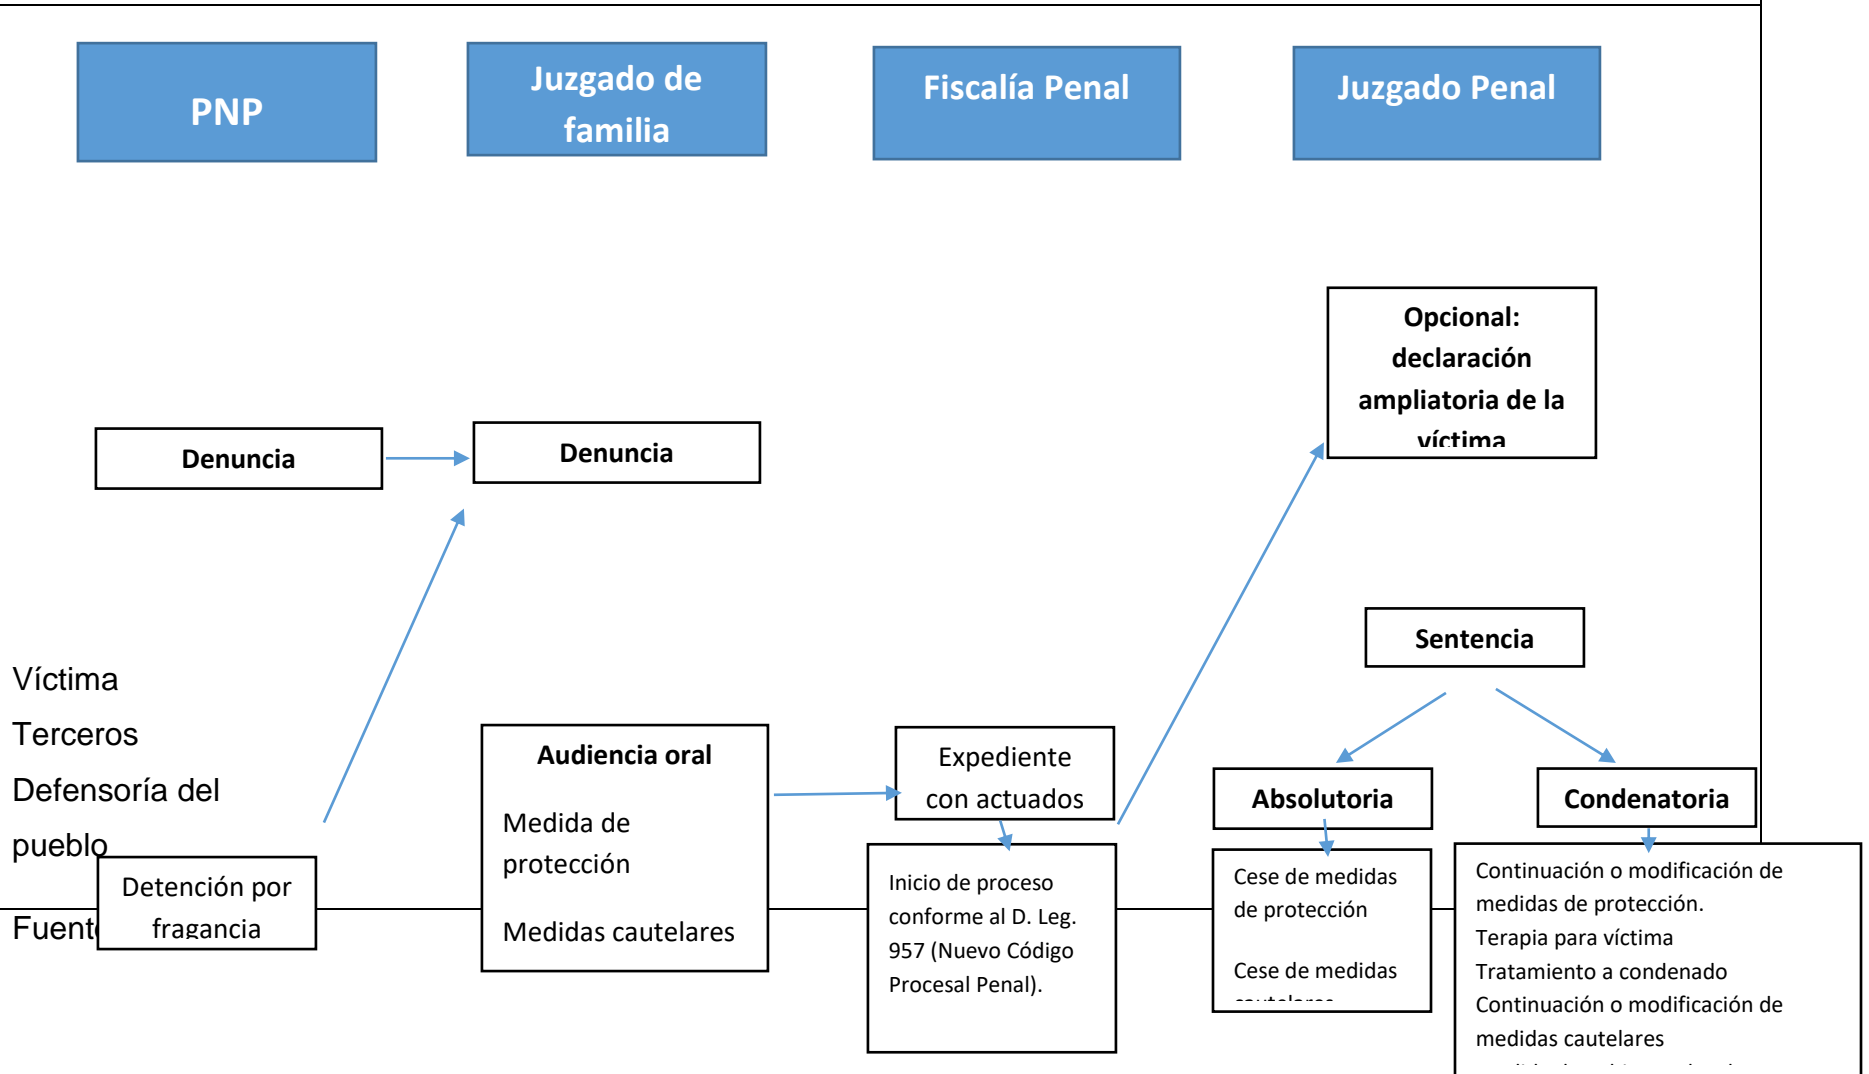 PNP
Juzgado de
familia
Fiscalía Penal
Juzgado Penal
Opcional:
declaración
ampliatoria de la
víctima
Denuncia
Denuncia
Sentencia
Víctima
Terceros
Defensoría del
pueblo
Fuent
Detención por
fragancia
Audiencia oral
Medida de
protección
Medidas cautelares
Expediente
con actuados
Inicio de proceso
conforme al D. Leg.
957 (Nuevo Código
Procesal Penal).
Absolutoria
Condenatoria
Cese de medidas
de protección
Cese de medidas
cautelares
Continuación o modificación de
medidas de protección.
Terapia para víctima
Tratamiento a condenado
Continuación o modificación de
medidas cautelares